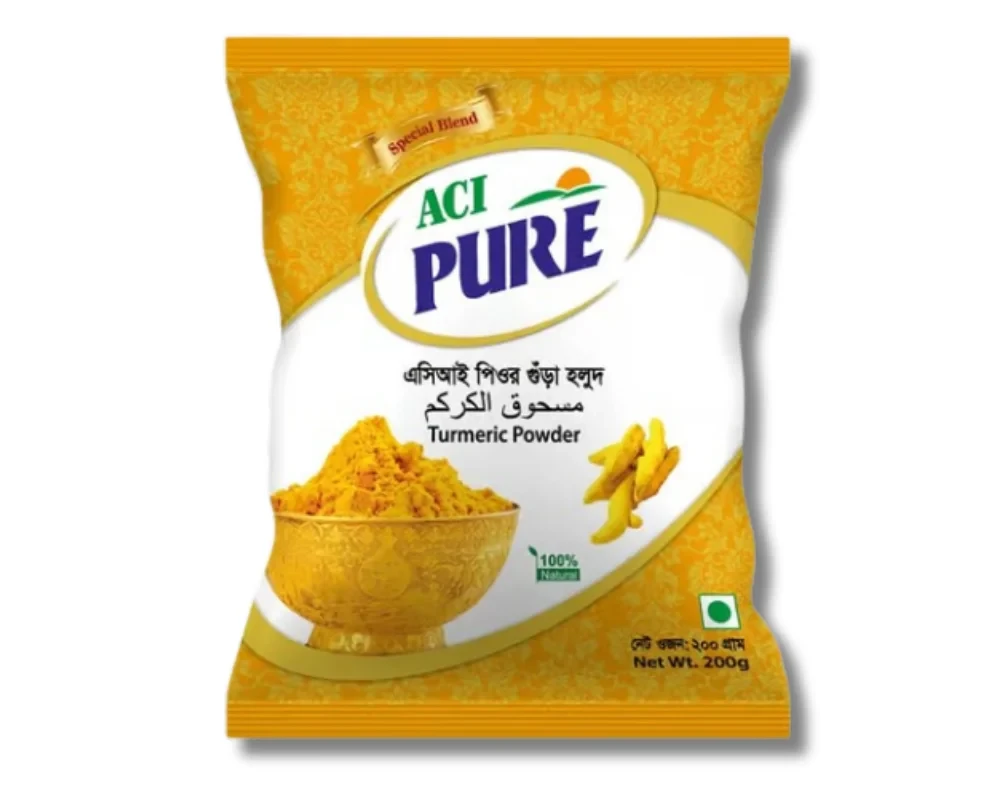 Special Blend
ACI
PURE
এসিআই পিওর গুঁড়া হলুদ
مسحوق الكركم
Turmeric Powder
100%
Natural
নেট ওজন: ২০০ গ্রাম
Net Wt. 200g